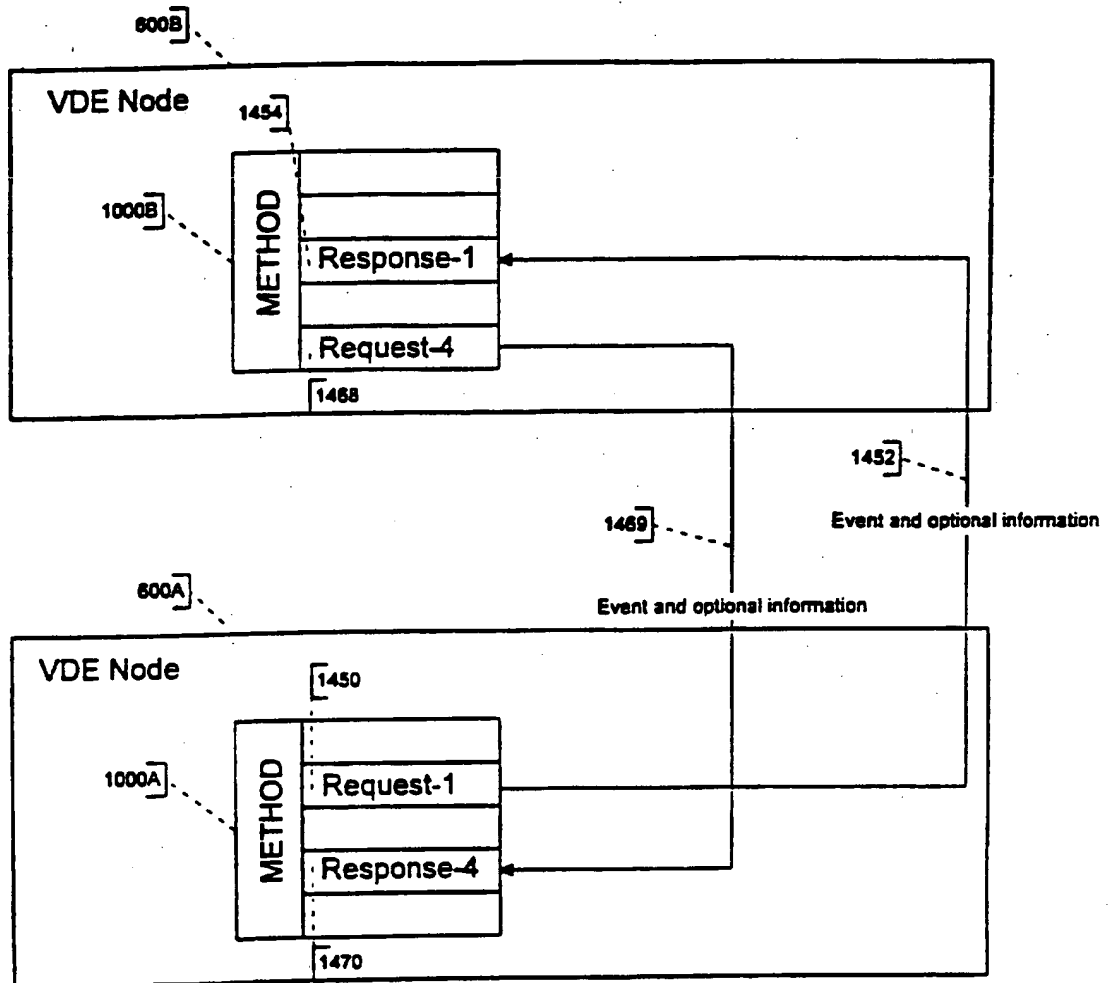 600B
VDE Node
1454
1000B
METHOD
Response-1
Request-4
1468
1452
1469
Event and optional information
600A
Event and optional information
VDE Node
1450
1000A
METHOD
Request-1
Response-4
1470